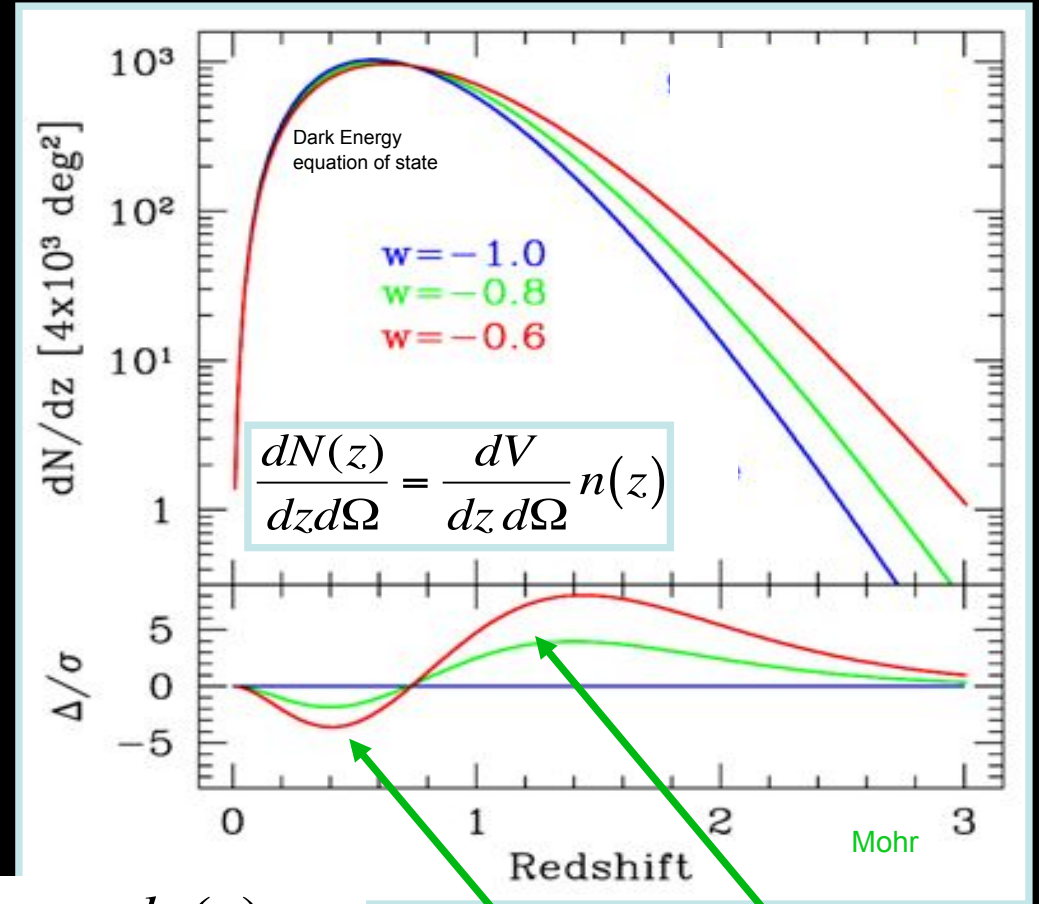 10³
10²
10¹
1
dN/dz [4x10³ deg²]
Dark Energy
equation of state
w=−1.0
w=−0.8
w=−0.6
dN(z)/dzdΩ = dV/dz dΩ n(z)
5
0
−5
Δ/σ
0 1 2 3
Redshift
Mohr